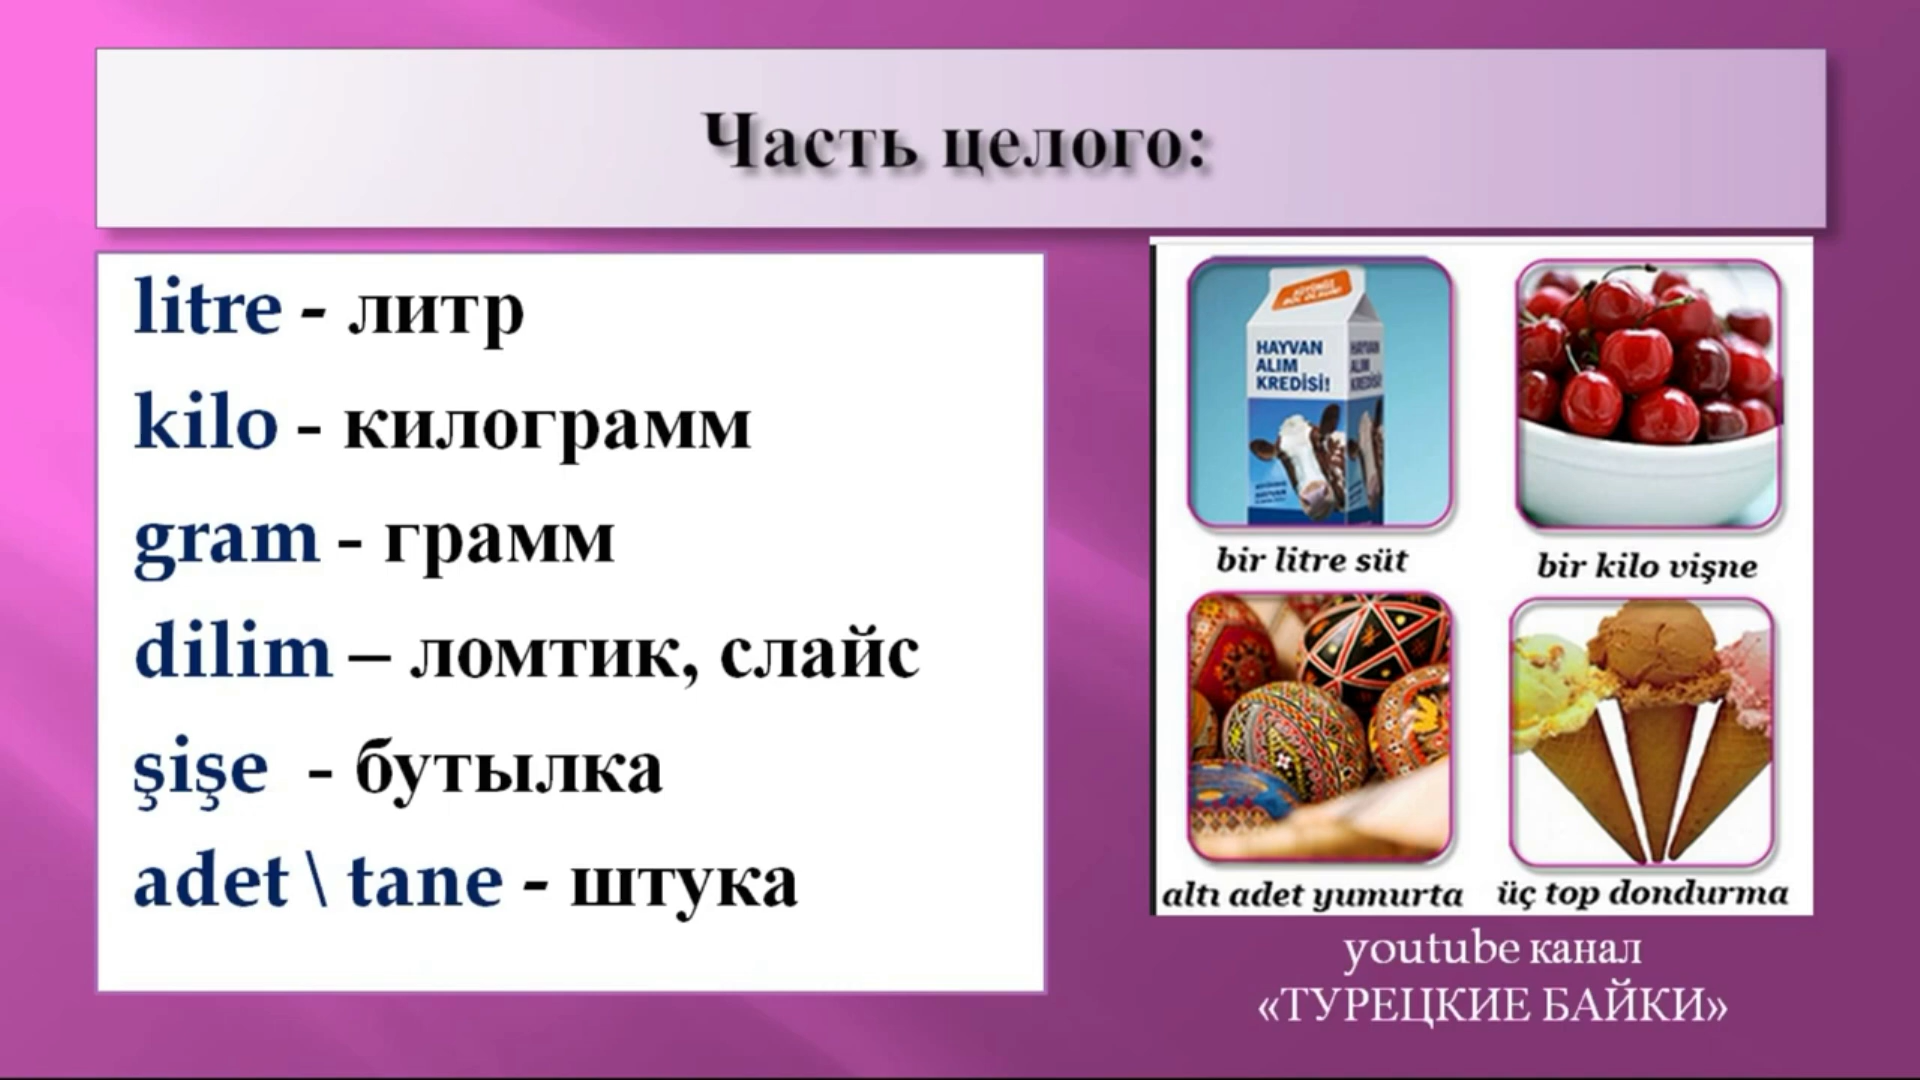 Часть целого:
litre - литр
kilo - килограмм
gram - грамм
dilim – ломтик, слайс
şişe - бутылка
adet \ tane - штука
HAYVAN
ALIM
KREDİSİ!
bir litre süt
bir kilo vişne
altı adet yumurta
üç top dondurma
youtube канал
«ТУРЕЦКИЕ БАЙКИ»